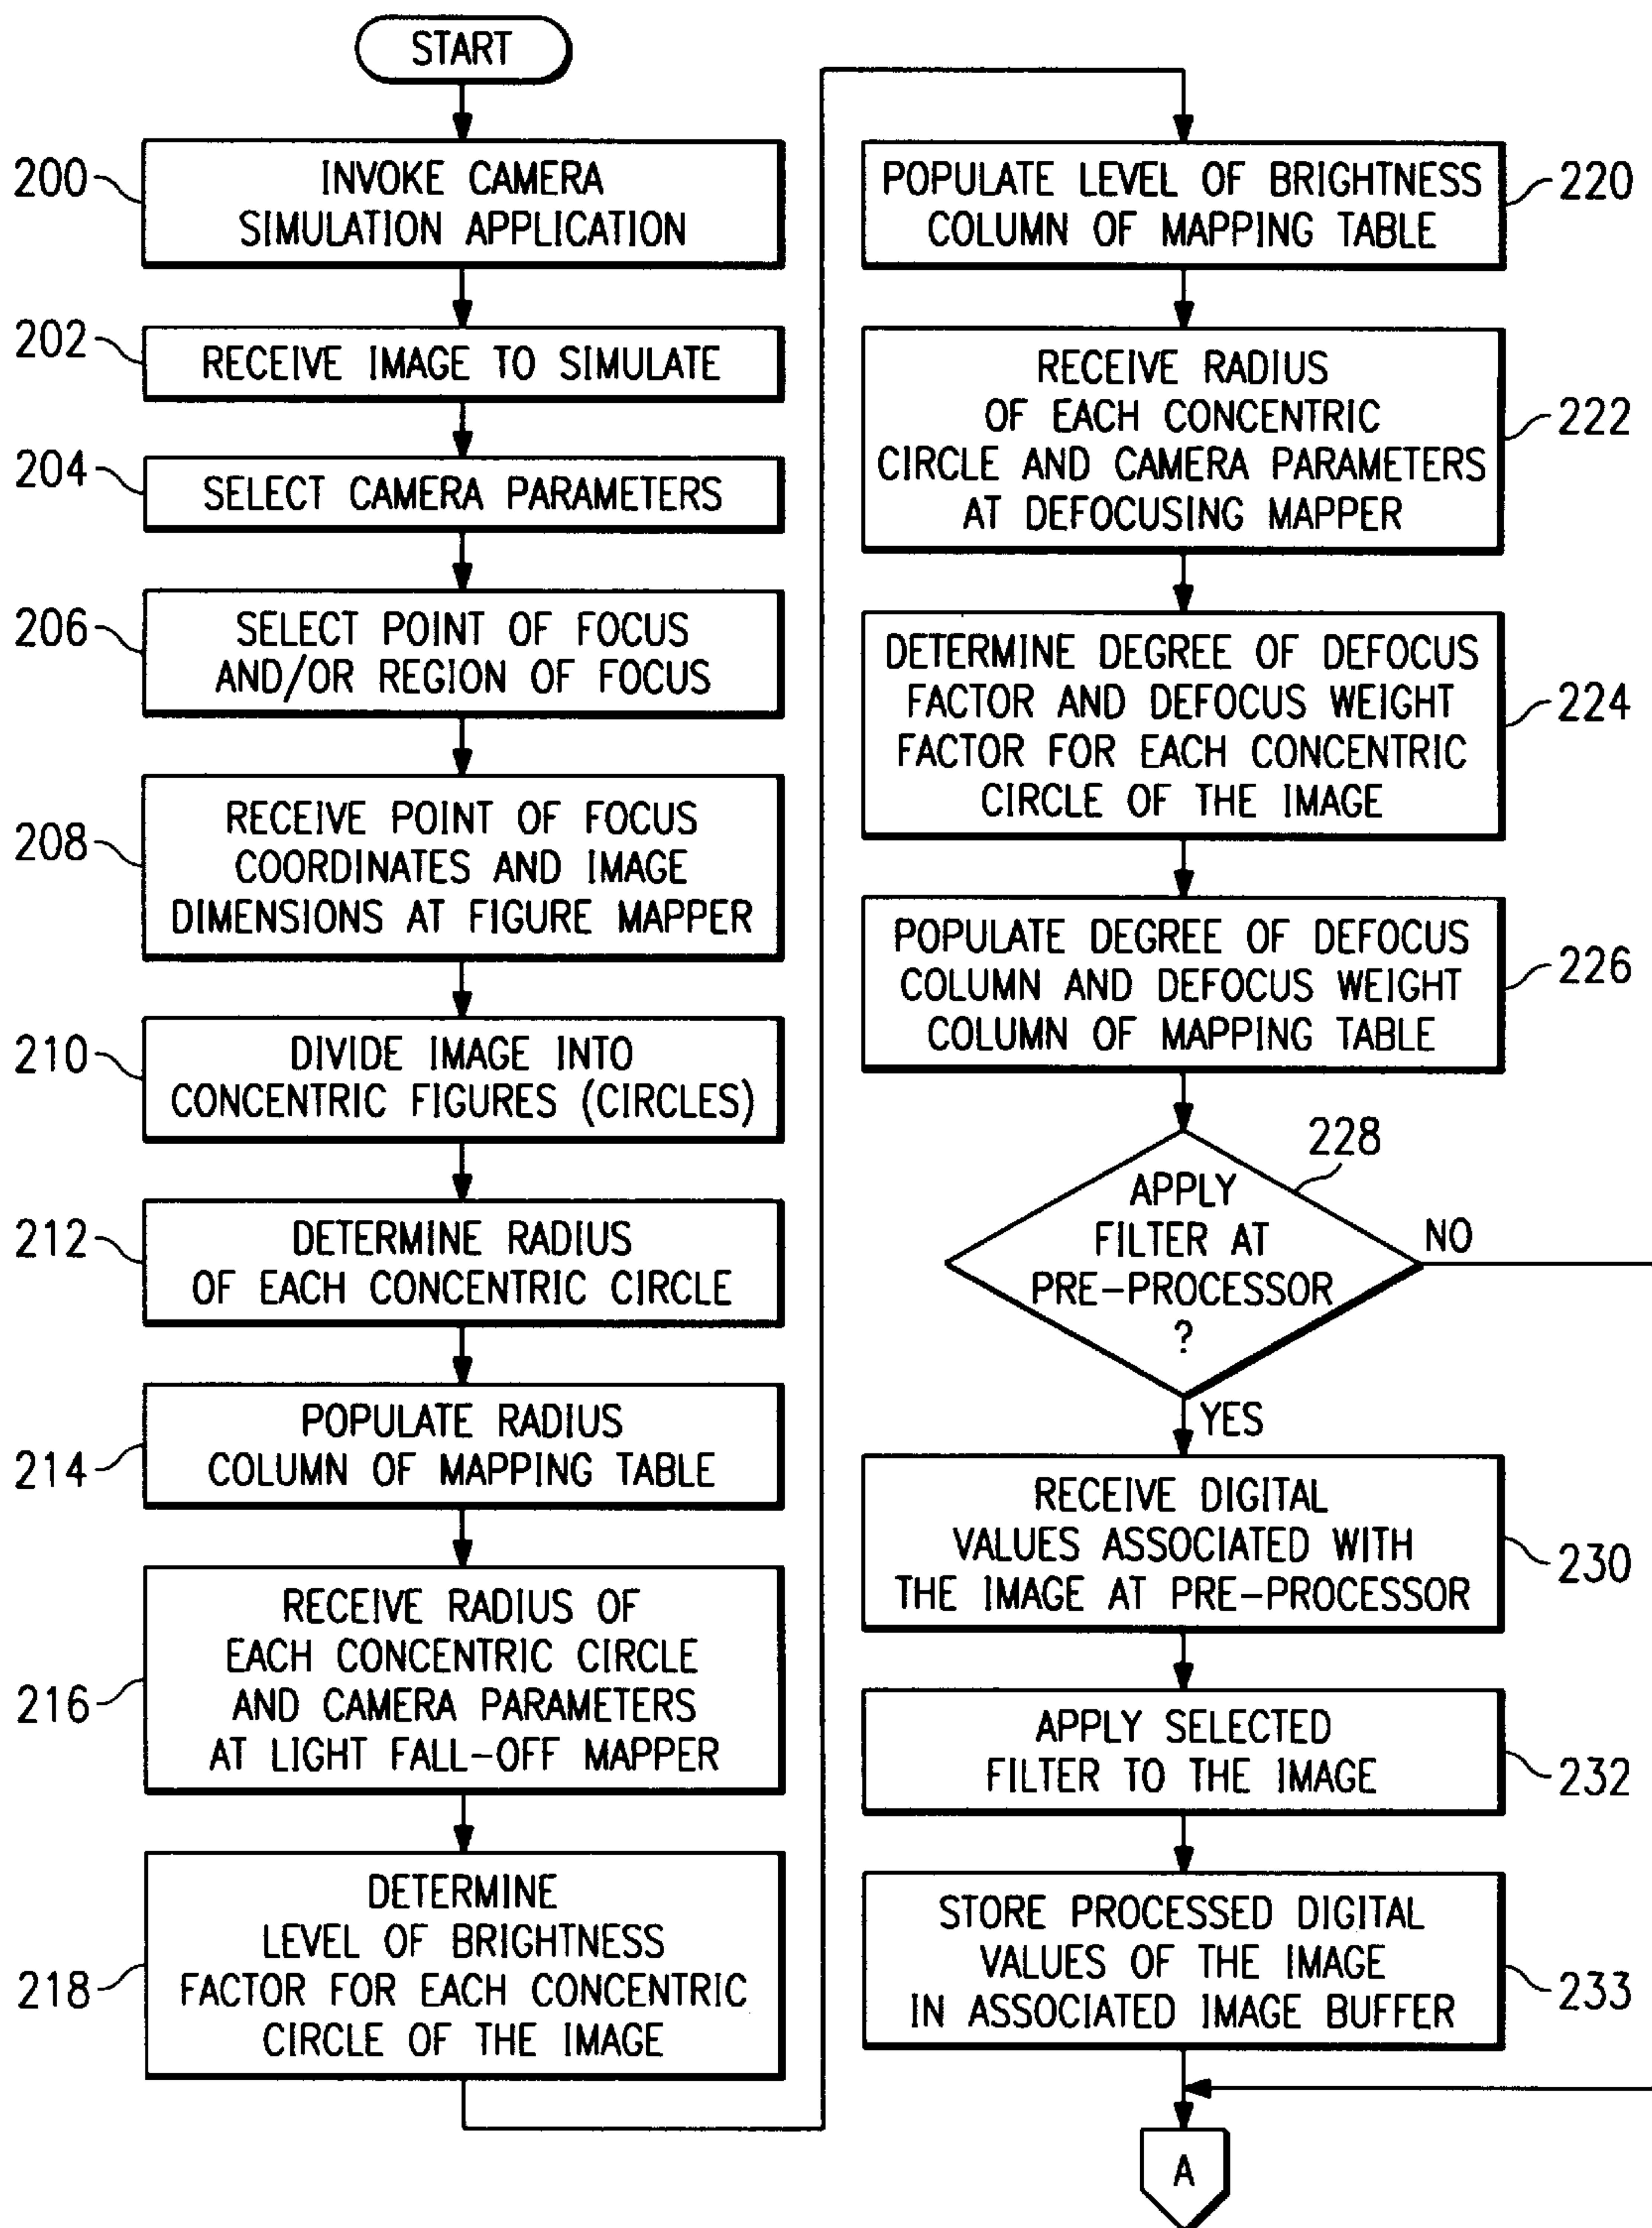 START
200
INVOKE CAMERA
SIMULATION APPLICATION
202
RECEIVE IMAGE TO SIMULATE
204
SELECT CAMERA PARAMETERS
206
SELECT POINT OF FOCUS
AND/OR REGION OF FOCUS
208
RECEIVE POINT OF FOCUS
COORDINATES AND IMAGE
DIMENSIONS AT FIGURE MAPPER
210
DIVIDE IMAGE INTO
CONCENTRIC FIGURES (CIRCLES)
212
DETERMINE RADIUS
OF EACH CONCENTRIC CIRCLE
214
POPULATE RADIUS
COLUMN OF MAPPING TABLE
216
RECEIVE RADIUS OF
EACH CONCENTRIC CIRCLE
AND CAMERA PARAMETERS
AT LIGHT FALL-OFF MAPPER
218
DETERMINE
LEVEL OF BRIGHTNESS
FACTOR FOR EACH CONCENTRIC
CIRCLE OF THE IMAGE
POPULATE LEVEL OF BRIGHTNESS
COLUMN OF MAPPING TABLE
220
RECEIVE RADIUS
OF EACH CONCENTRIC
CIRCLE AND CAMERA PARAMETERS
AT DEFOCUSING MAPPER
222
DETERMINE DEGREE OF DEFOCUS
FACTOR AND DEFOCUS WEIGHT
FACTOR FOR EACH CONCENTRIC
CIRCLE OF THE IMAGE
224
POPULATE DEGREE OF DEFOCUS
COLUMN AND DEFOCUS WEIGHT
COLUMN OF MAPPING TABLE
226
228
APPLY
FILTER AT
PRE-PROCESSOR
?
NO
YES
RECEIVE DIGITAL
VALUES ASSOCIATED WITH
THE IMAGE AT PRE-PROCESSOR
230
APPLY SELECTED
FILTER TO THE IMAGE
232
STORE PROCESSED DIGITAL
VALUES OF THE IMAGE
IN ASSOCIATED IMAGE BUFFER
233
A